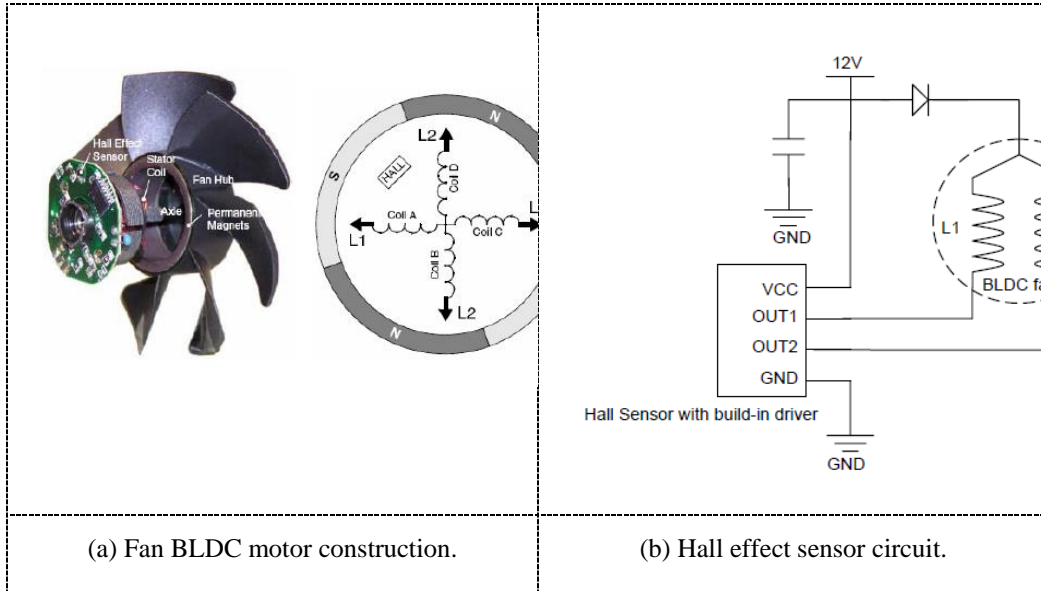 Hall Effect
Sensor
Stator
Coil
Fan Hub
Axle
Permanent
Magnets
N
S
N
L2
HALL
Coil D
Coil A
L1
Coil C
L
Coil B
L2
12V
GND
L1
BLDC fa
VCC
OUT1
OUT2
GND
Hall Sensor with build-in driver
GND
(a) Fan BLDC motor construction.
(b) Hall effect sensor circuit.